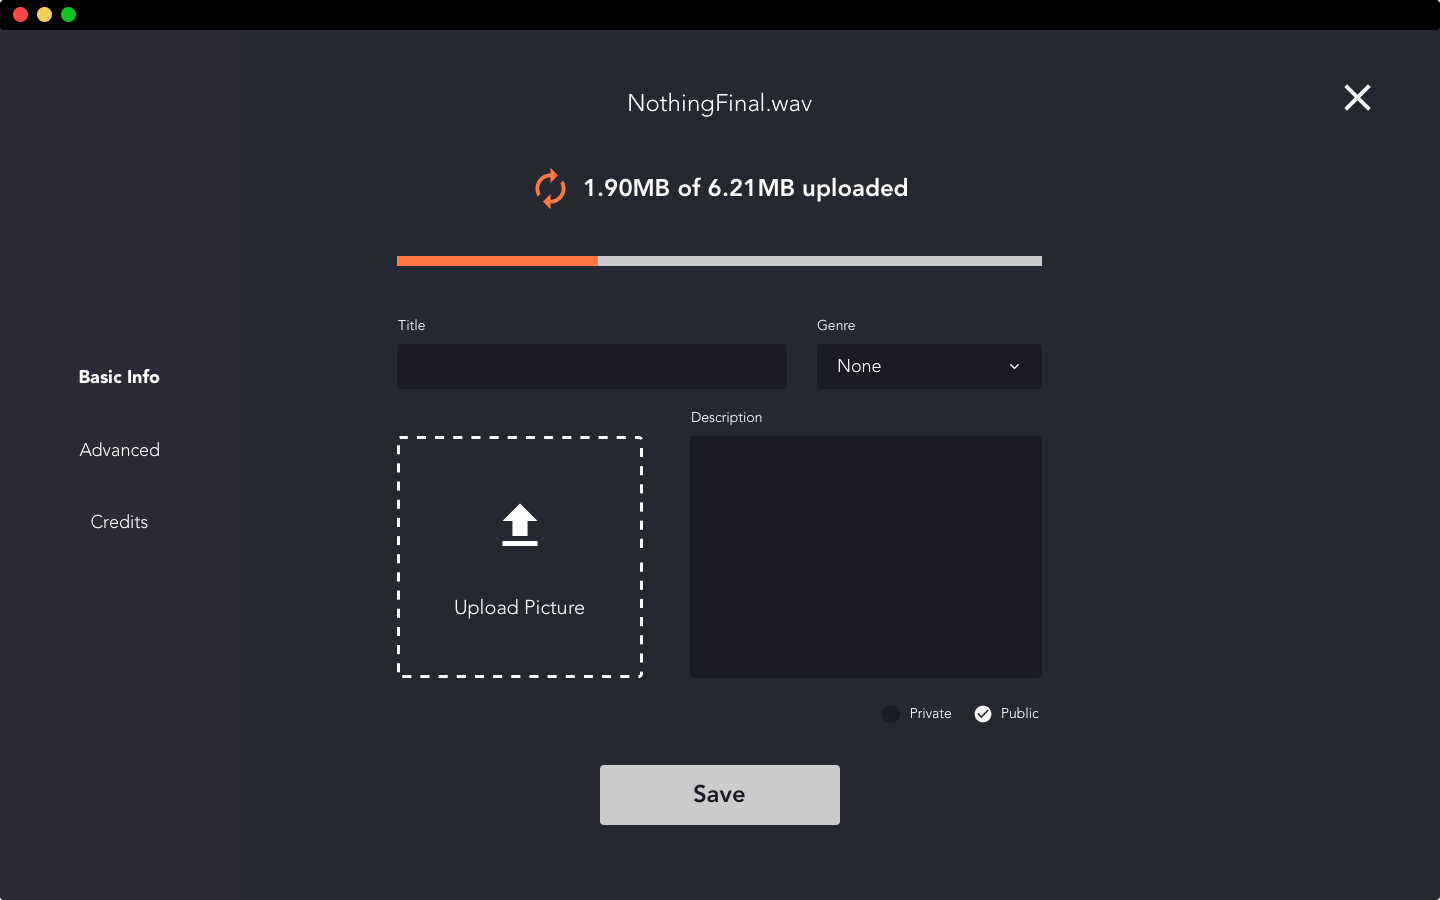 NothingFinal.wav
1.90MB of 6.21MB uploaded
Basic Info
Advanced
Credits
Title
Genre
None
Description
Upload Picture
Private
Public
Save